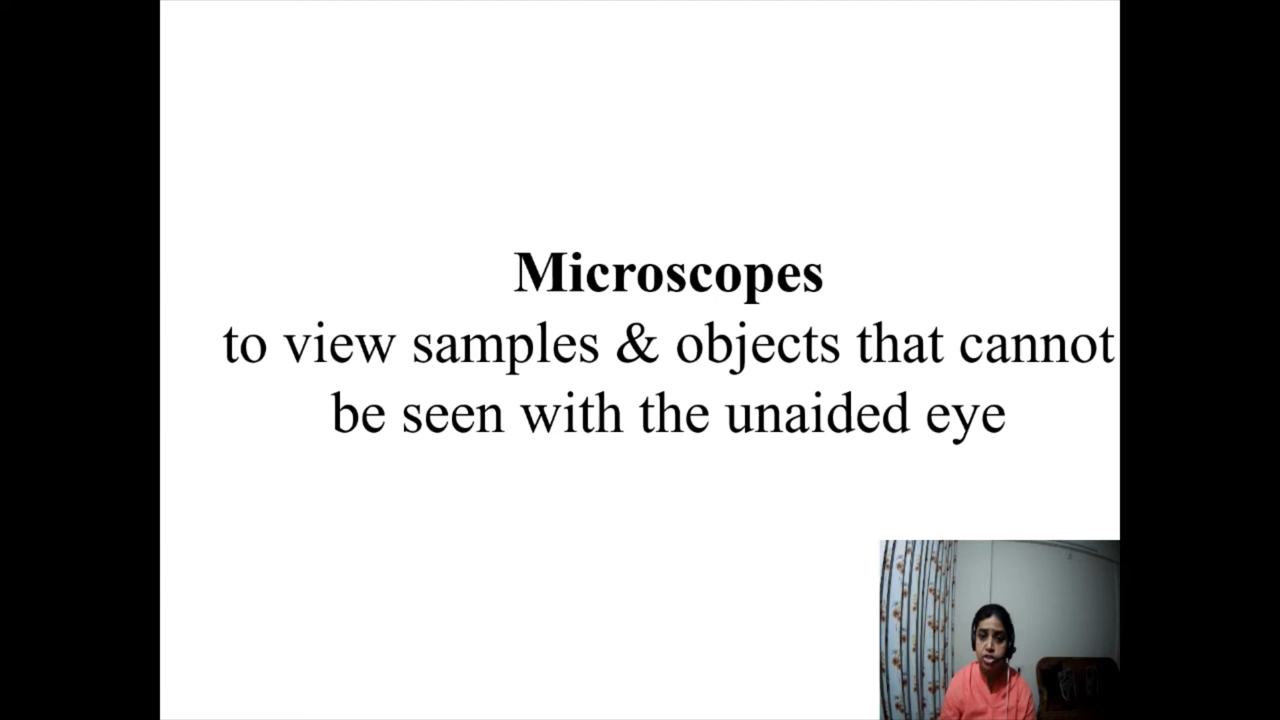 Microscopes
to view samples & objects that cannot
be seen with the unaided eye